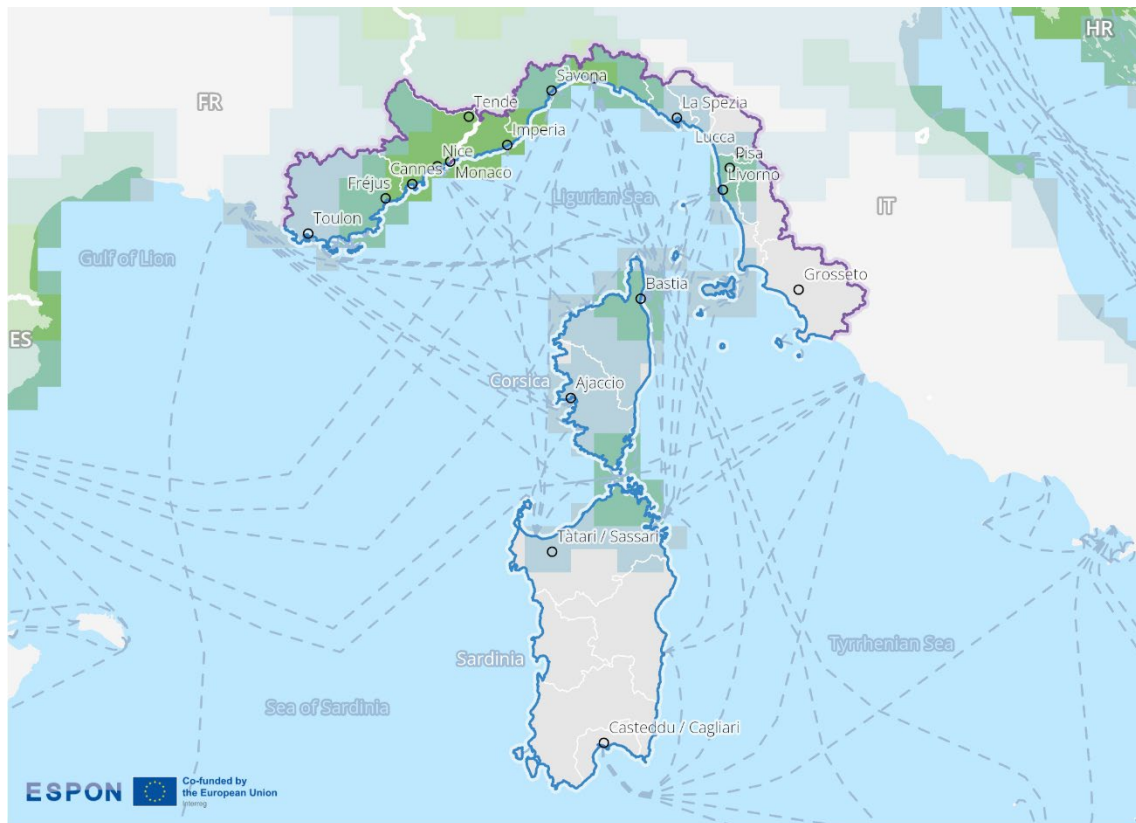 HR
Savona
FR
Tende
La Spezia
Imperia
Lucca
Nice
Pisa
Cannes
Monaco
Livorno
Fréjus
Ligurian Sea
IT
Toulon
Gulf of Lion
Grosseto
Bastia
ES
Corsica
Ajaccio
Tàtari / Sassari
Sardinia
Tyrrhenian Sea
Sea of Sardinia
Casteddu / Cagliari
ESPON
Co-funded by
the European Union
Interreg